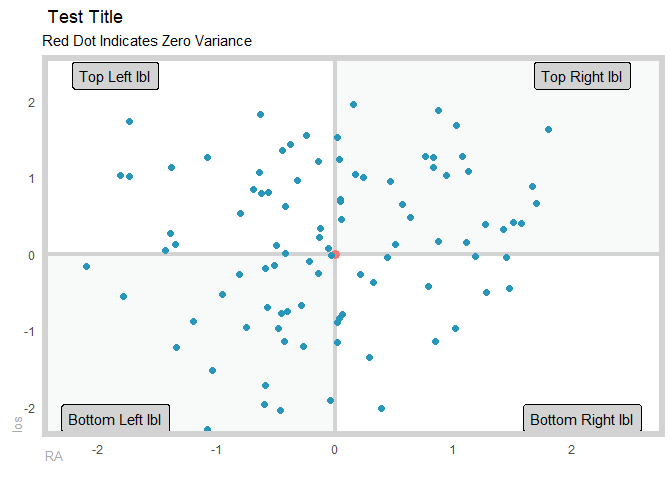 Test Title
Red Dot Indicates Zero Variance
Top Left lbl
Top Right lbl
2
1
0
-1
-2
Bottom Left lbl
Bottom Right lbl
los
RA
-2
-1
0
1
2